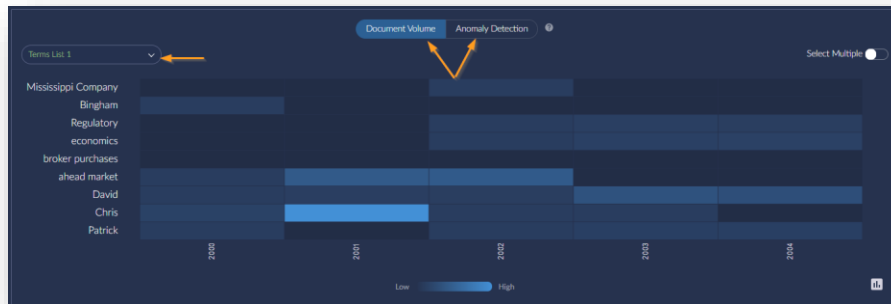 Document Volume Anomaly Detection ?
Terms List 1
Select Multiple
Mississippi Company
Bingham
Regulatory
economics
broker purchases
ahead market
David
Chris
Patrick
2000 2001 2002 2003 2004
Low High